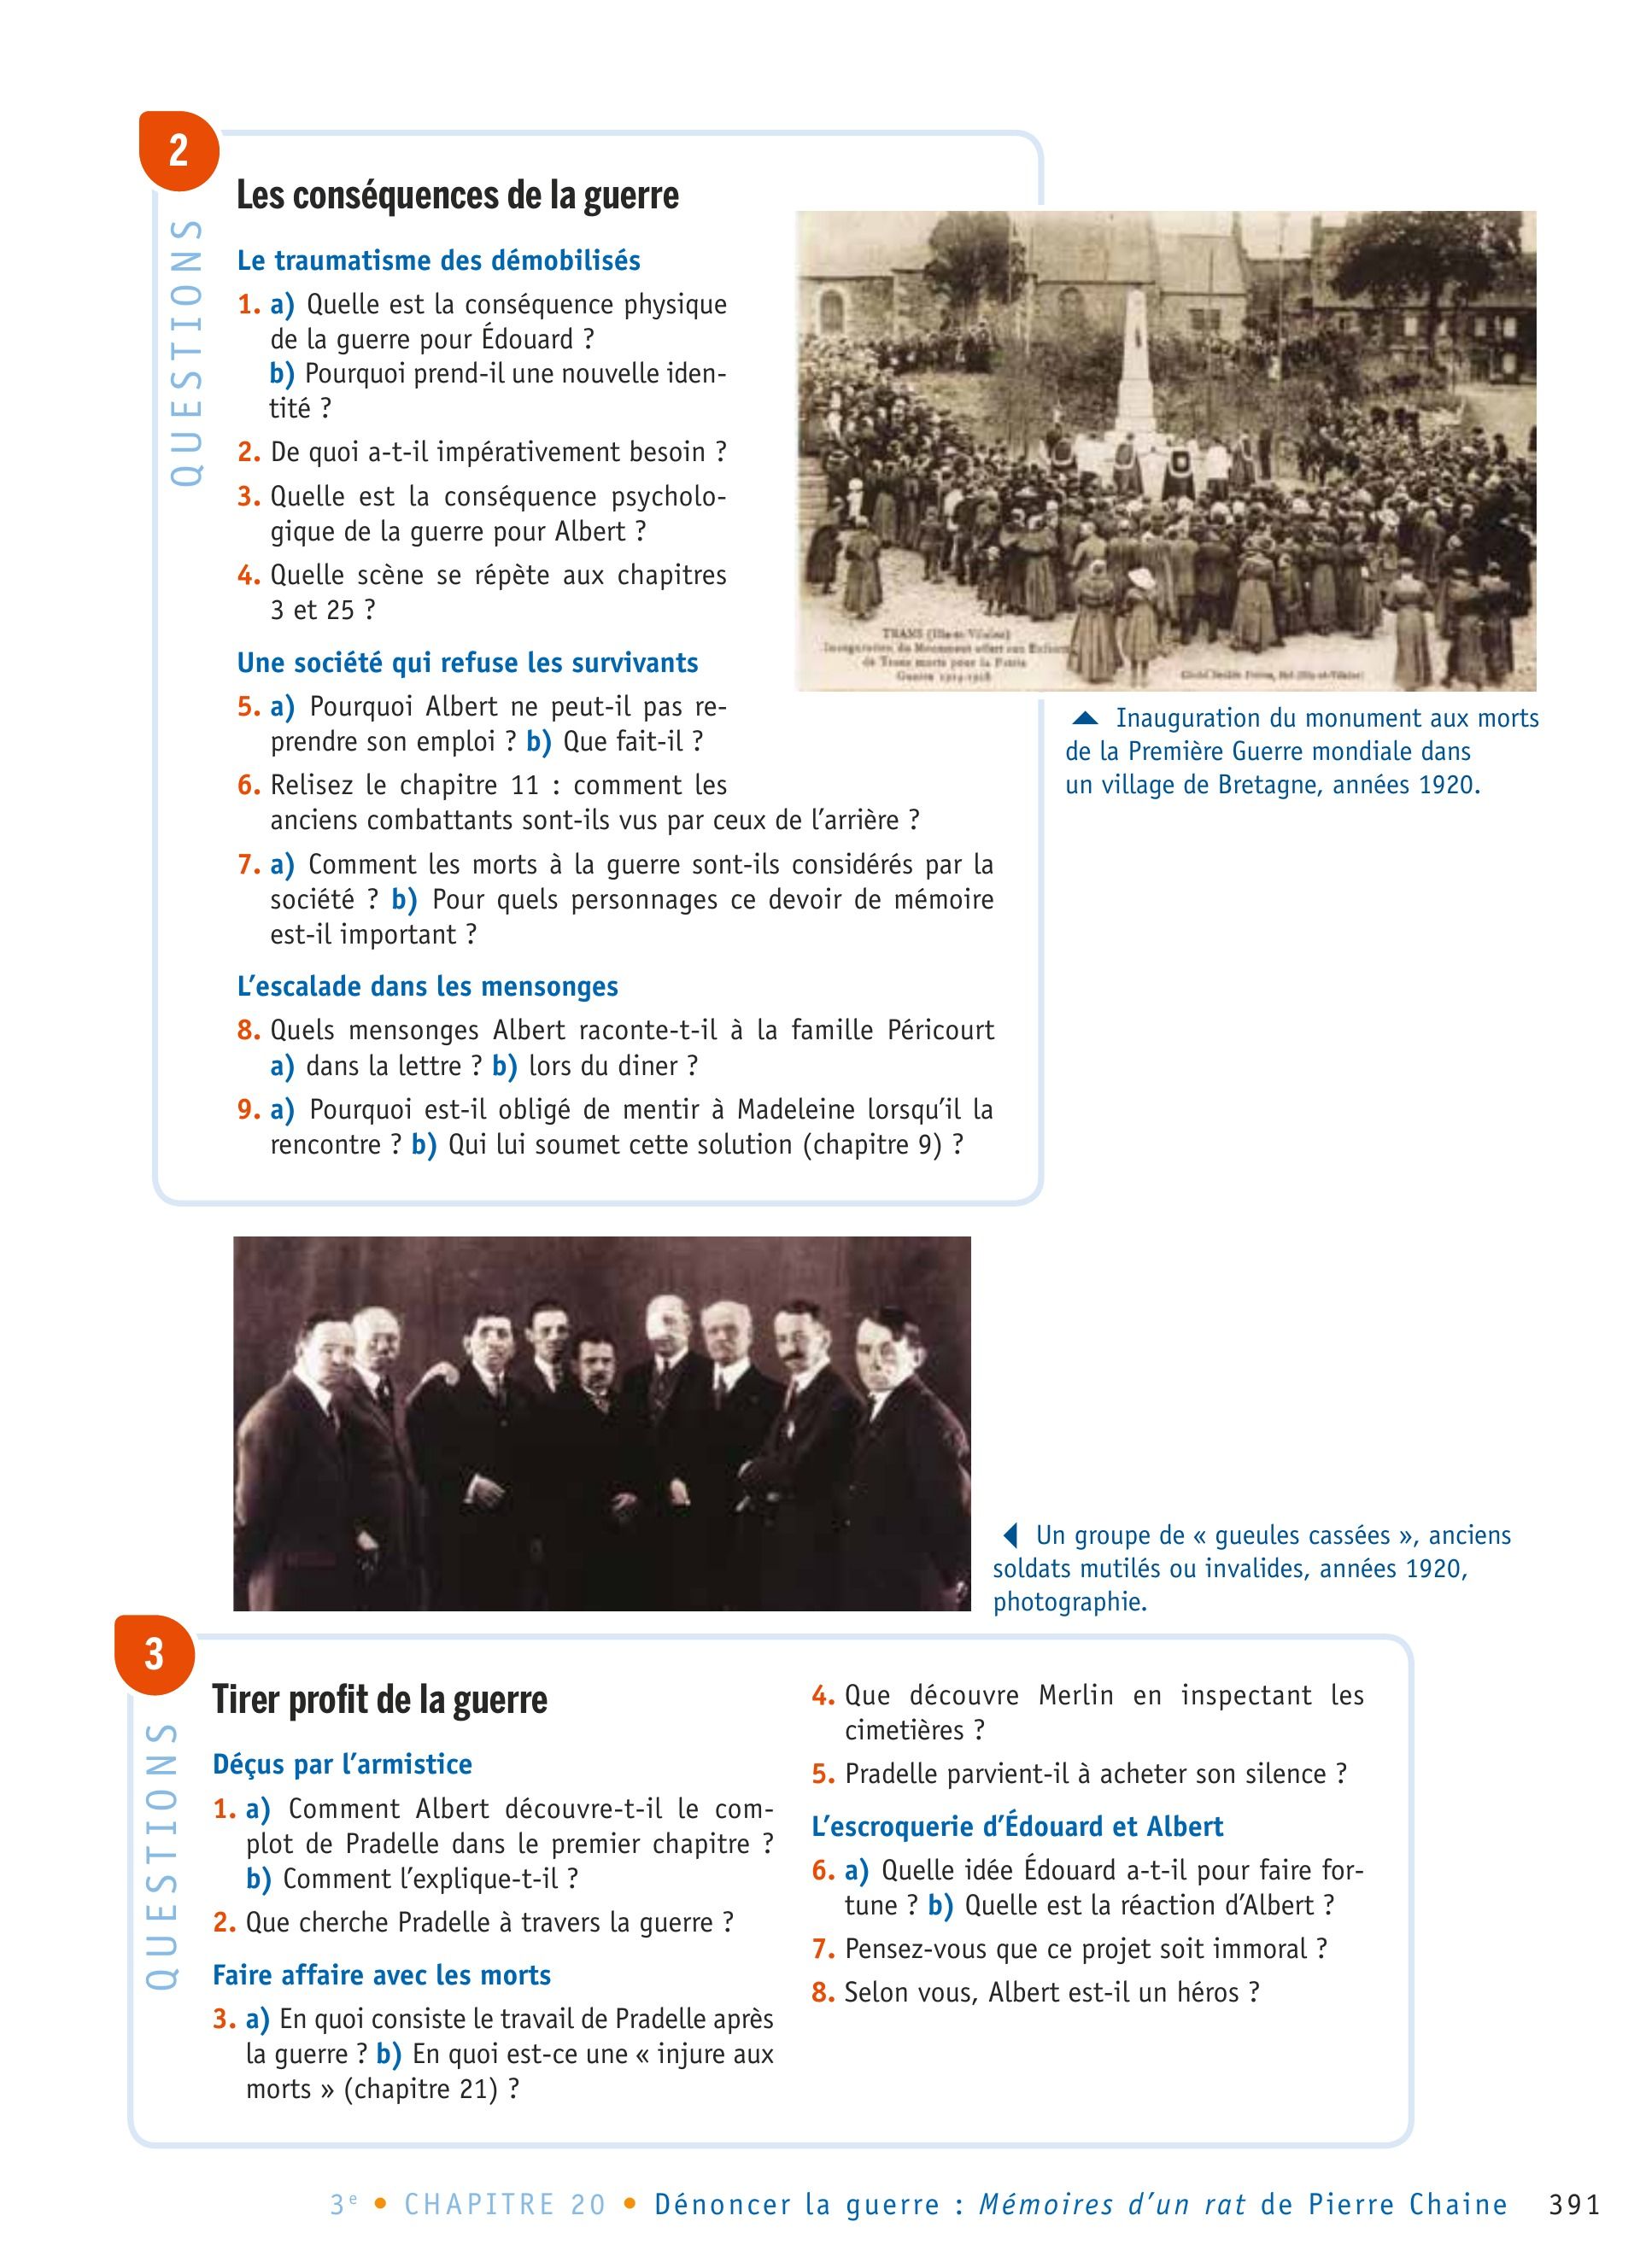 2
QUESTIONS
Les conséquences de la guerre
Le traumatisme des démobilisés
1. a) Quelle est la conséquence physique
de la guerre pour Édouard ?
b) Pourquoi prend-il une nouvelle iden-
tité ?
2. De quoi a-t-il impérativement besoin ?
3. Quelle est la conséquence psycholo-
gique de la guerre pour Albert ?
4. Quelle scène se répète aux chapitres
3 et 25 ?
Une société qui refuse les survivants
5. a) Pourquoi Albert ne peut-il pas re-
prendre son emploi ? b) Que fait-il ?
6. Relisez le chapitre 11 : comment les
anciens combattants sont-ils vus par ceux de l’arrière ?
7. a) Comment les morts à la guerre sont-ils considérés par la
société ? b) Pour quels personnages ce devoir de mémoire
est-il important ?
L’escalade dans les mensonges
8. Quels mensonges Albert raconte-t-il à la famille Péricourt
a) dans la lettre ? b) lors du diner ?
9. a) Pourquoi est-il obligé de mentir à Madeleine lorsqu’il la
rencontre ? b) Qui lui soumet cette solution (chapitre 9) ?
TRANS (Ille-et-Vilaine)
Inauguration du Monument offert aux Enfants
de Trans morts pour la Patrie
Guerre 1914-1918
Cliché
▲ Inauguration du monument aux morts
de la Première Guerre mondiale dans
un village de Bretagne, années 1920.
◀ Un groupe de « gueules cassées », anciens
soldats mutilés ou invalides, années 1920,
photographie.
3
QUESTIONS
Tirer profit de la guerre
Déçus par l’armistice
1. a) Comment Albert découvre-t-il le com-
plot de Pradelle dans le premier chapitre ?
b) Comment l’explique-t-il ?
2. Que cherche Pradelle à travers la guerre ?
Faire affaire avec les morts
3. a) En quoi consiste le travail de Pradelle après
la guerre ? b) En quoi est-ce une « injure aux
morts » (chapitre 21) ?
4. Que découvre Merlin en inspectant les
cimetières ?
5. Pradelle parvient-il à acheter son silence ?
L’escroquerie d’Édouard et Albert
6. a) Quelle idée Édouard a-t-il pour faire for-
tune ? b) Quelle est la réaction d’Albert ?
7. Pensez-vous que ce projet soit immoral ?
8. Selon vous, Albert est-il un héros ?
3e • CHAPITRE 20 • Dénoncer la guerre : Mémoires d’un rat de Pierre Chaine 391